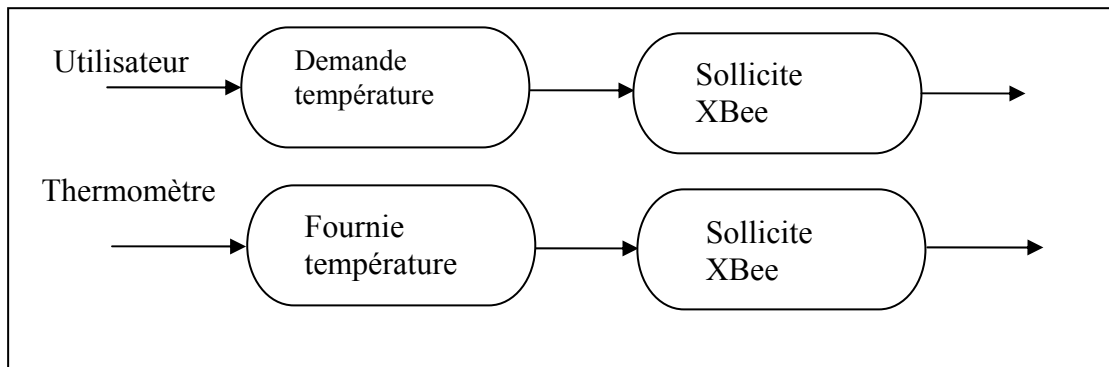 Utilisateur
Demande
température
Sollicite
XBee
Thermomètre
Fournie
température
Sollicite
XBee